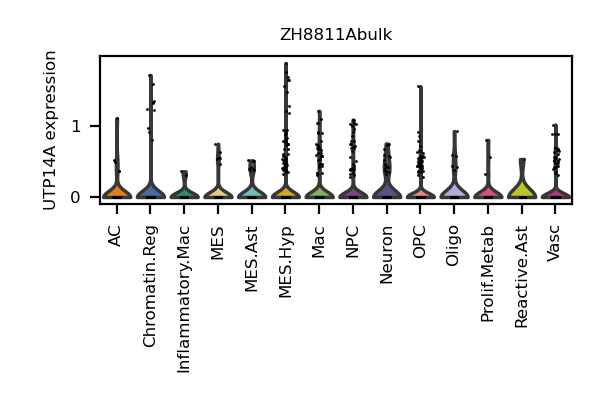 ZH8811Abulk
UTP14A expression
1
0
AC
Chromatin.Reg
Inflammatory.Mac
MES
MES.Ast
MES.Hyp
Mac
NPC
Neuron
OPC
Oligo
Prolif.Metab
Reactive.Ast
Vasc